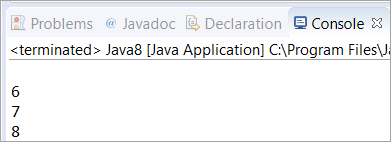 Problems @ Javadoc Declaration Console
<terminated> Java8 [Java Application] C:\Program Files\Ja
6
7
8